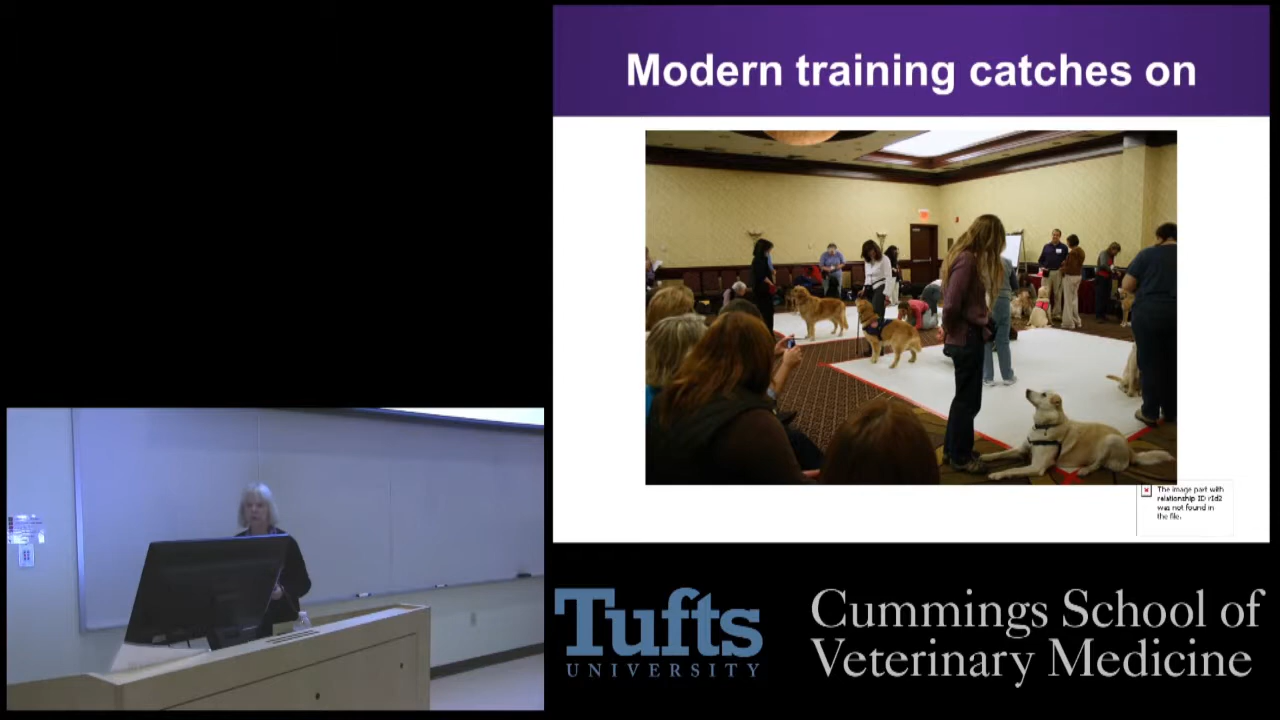 Modern training catches on
The image part with
relationship ID rId2
was not found in
the file.
Tufts
UNIVERSITY
Cummings School of
Veterinary Medicine